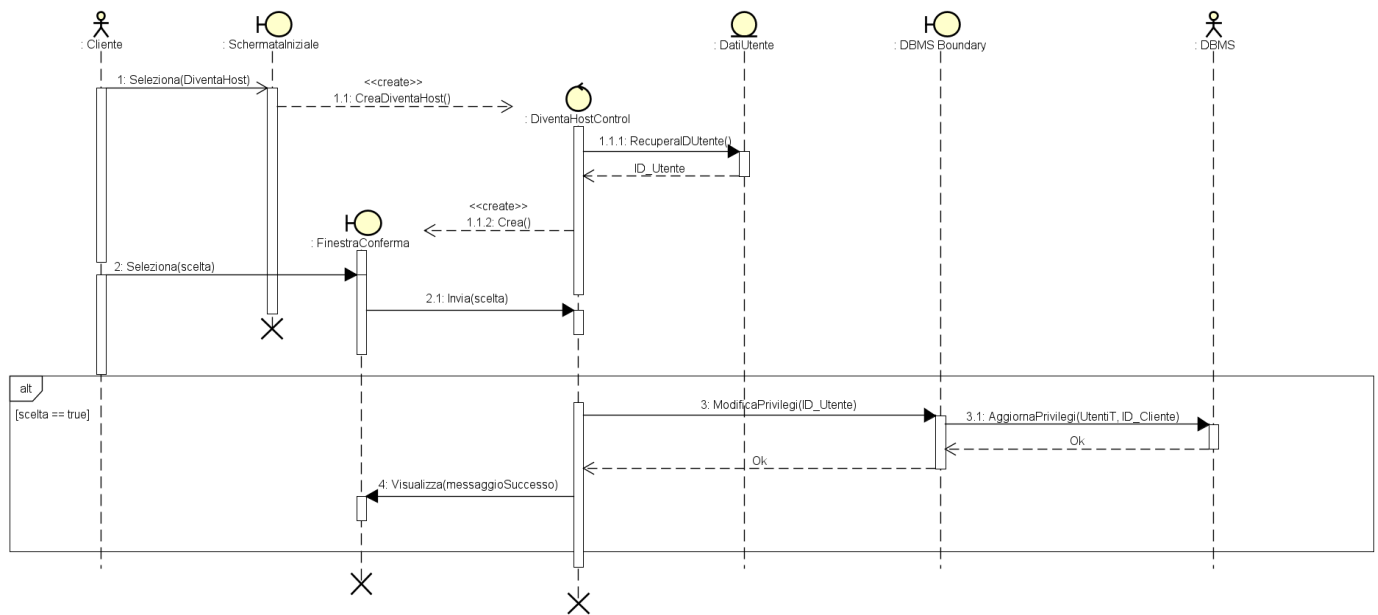 : Cliente
: SchermataIniziale
: DatiUtente
: DBMS Boundary
: DBMS
1: Seleziona(DiventaHost)
<<create>>
1.1: CreaDiventaHost()
: DiventaHostControl
1.1.1: RecuperaIDUtente()
ID_Utente
<<create>>
1.1.2: Crea()
: FinestraConferma
2: Seleziona(scelta)
2.1: Invia(scelta)
alt
[scelta == true]
3: ModificaPrivilegi(ID_Utente)
3.1: AggiornaPrivilegi(UtentiT, ID_Cliente)
Ok
Ok
4: Visualizza(messaggioSuccesso)